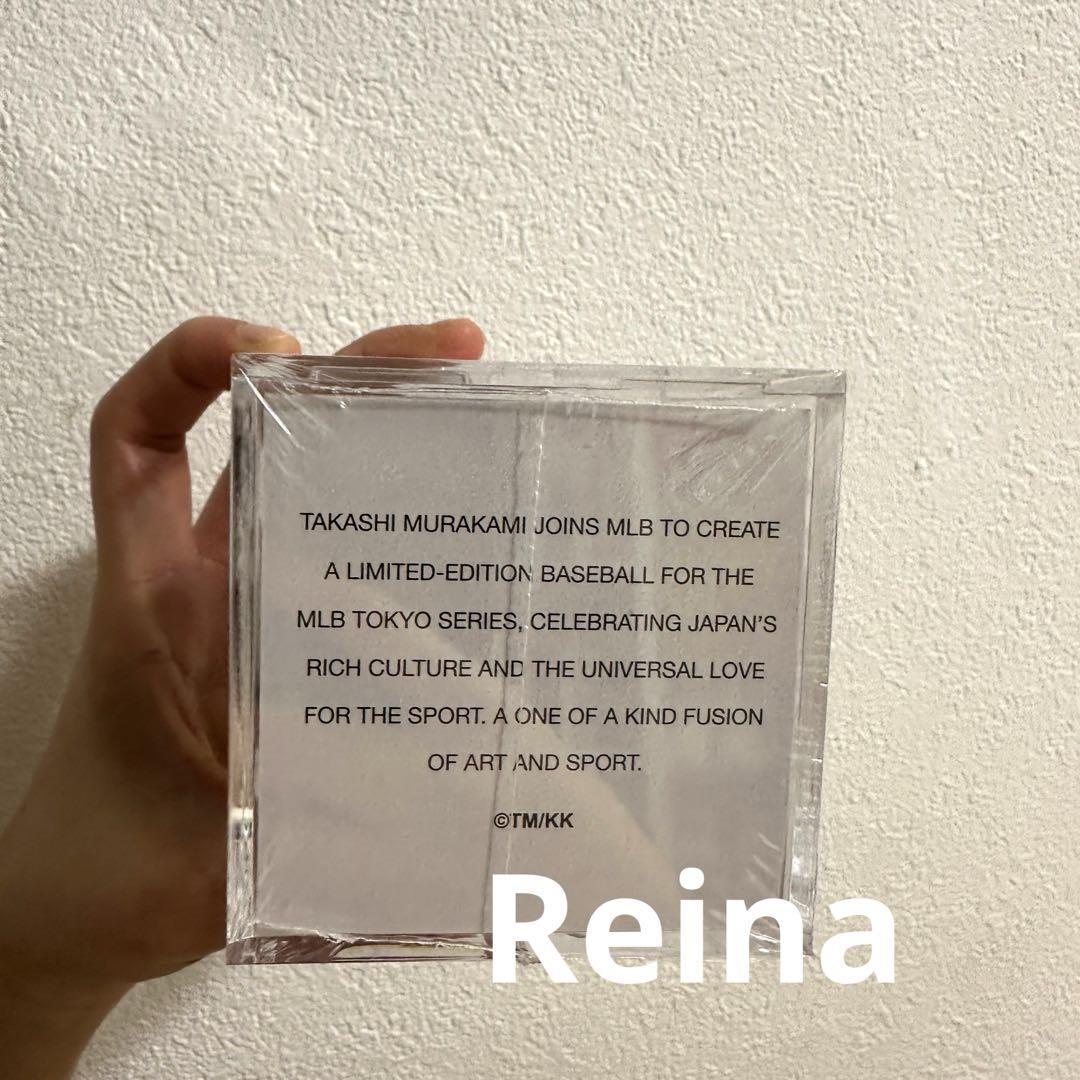 TAKASHI MURAKAMI JOINS MLB TO CREATE
A LIMITED-EDITION BASEBALL FOR THE
MLB TOKYO SERIES, CELEBRATING JAPAN'S
RICH CULTURE AND THE UNIVERSAL LOVE
FOR THE SPORT. A ONE OF A KIND FUSION
OF ART AND SPORT.
©TM/KK
Reina